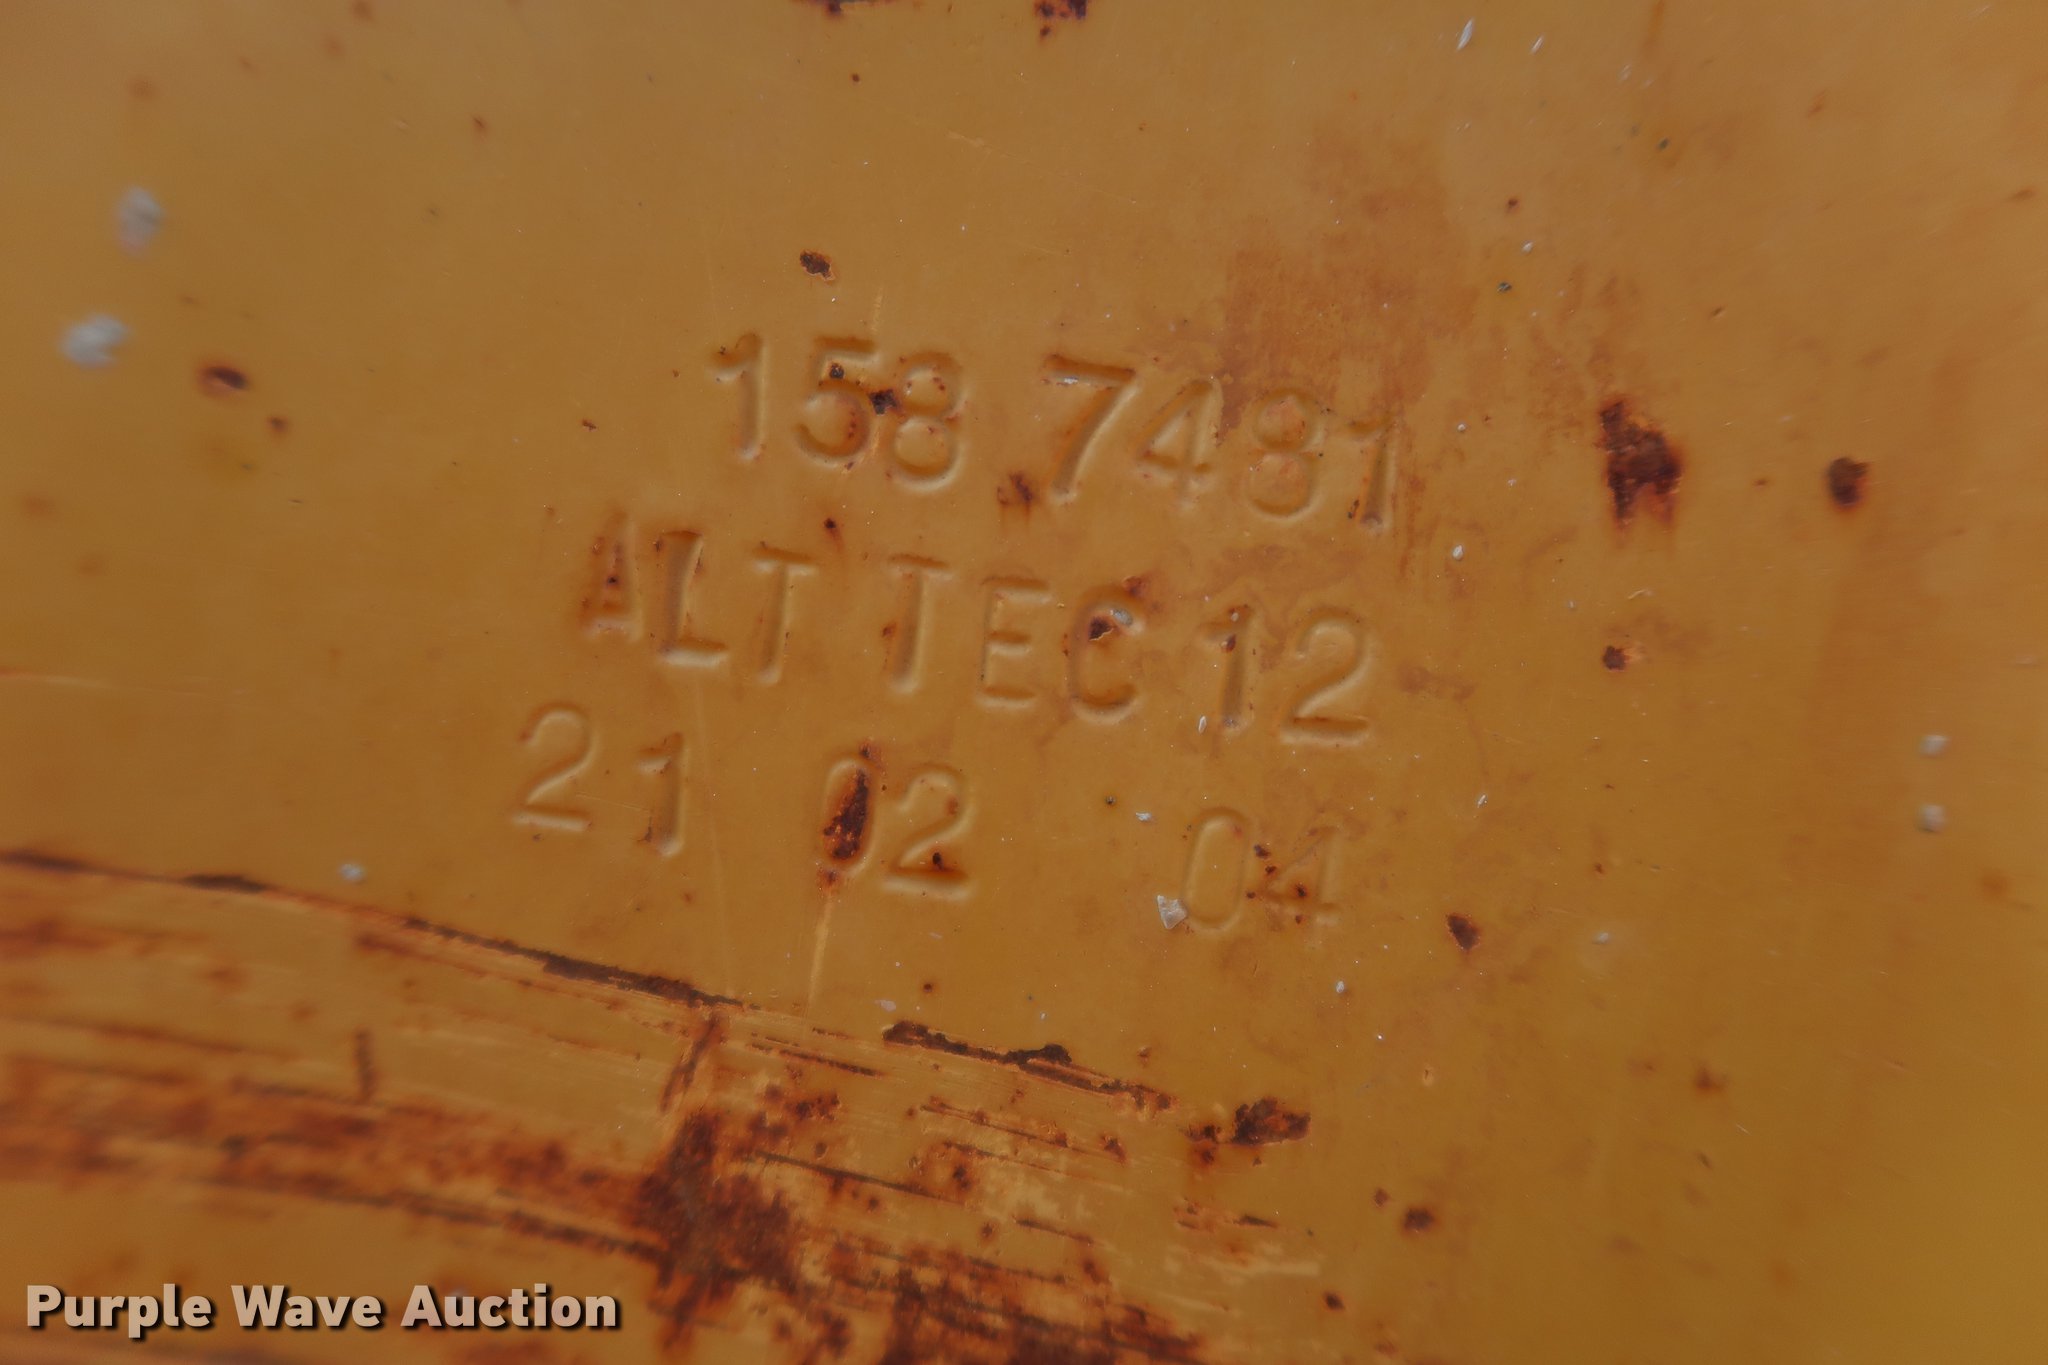 158 7481
ALT TEC 12
21 02 04
Purple Wave Auction